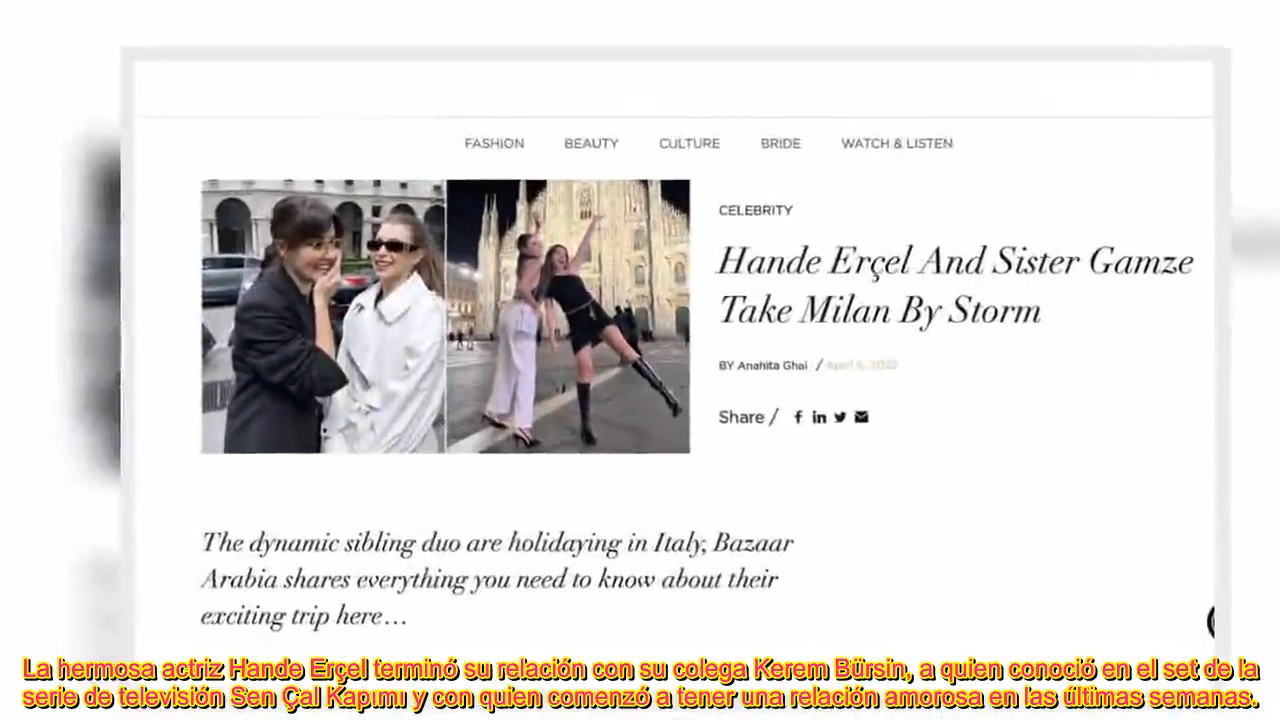 FASHION BEAUTY CULTURE BRIDE WATCH & LISTEN
CELEBRITY
Hande Erçel And Sister Gamze
Take Milan By Storm
BY Anahita Ghai / April 5, 2022
Share /
The dynamic sibling duo are holidaying in Italy, Bazaar
Arabia shares everything you need to know about their
exciting trip here…
La hermosa actriz Hande Erçel terminó su relación con su colega Kerem Bürsin, a quien conoció en el set de la
serie de televisión Sen Çal Kapımı y con quien comenzó a tener una relación amorosa en las últimas semanas.